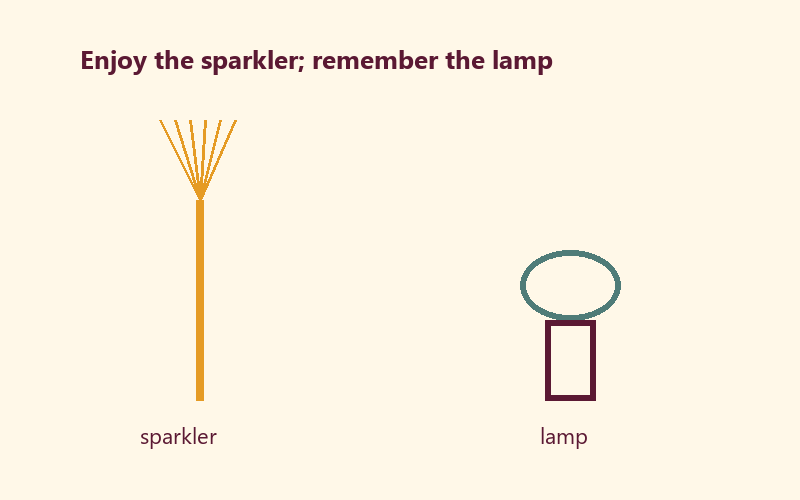 Enjoy the sparkler; remember the lamp
sparkler
lamp